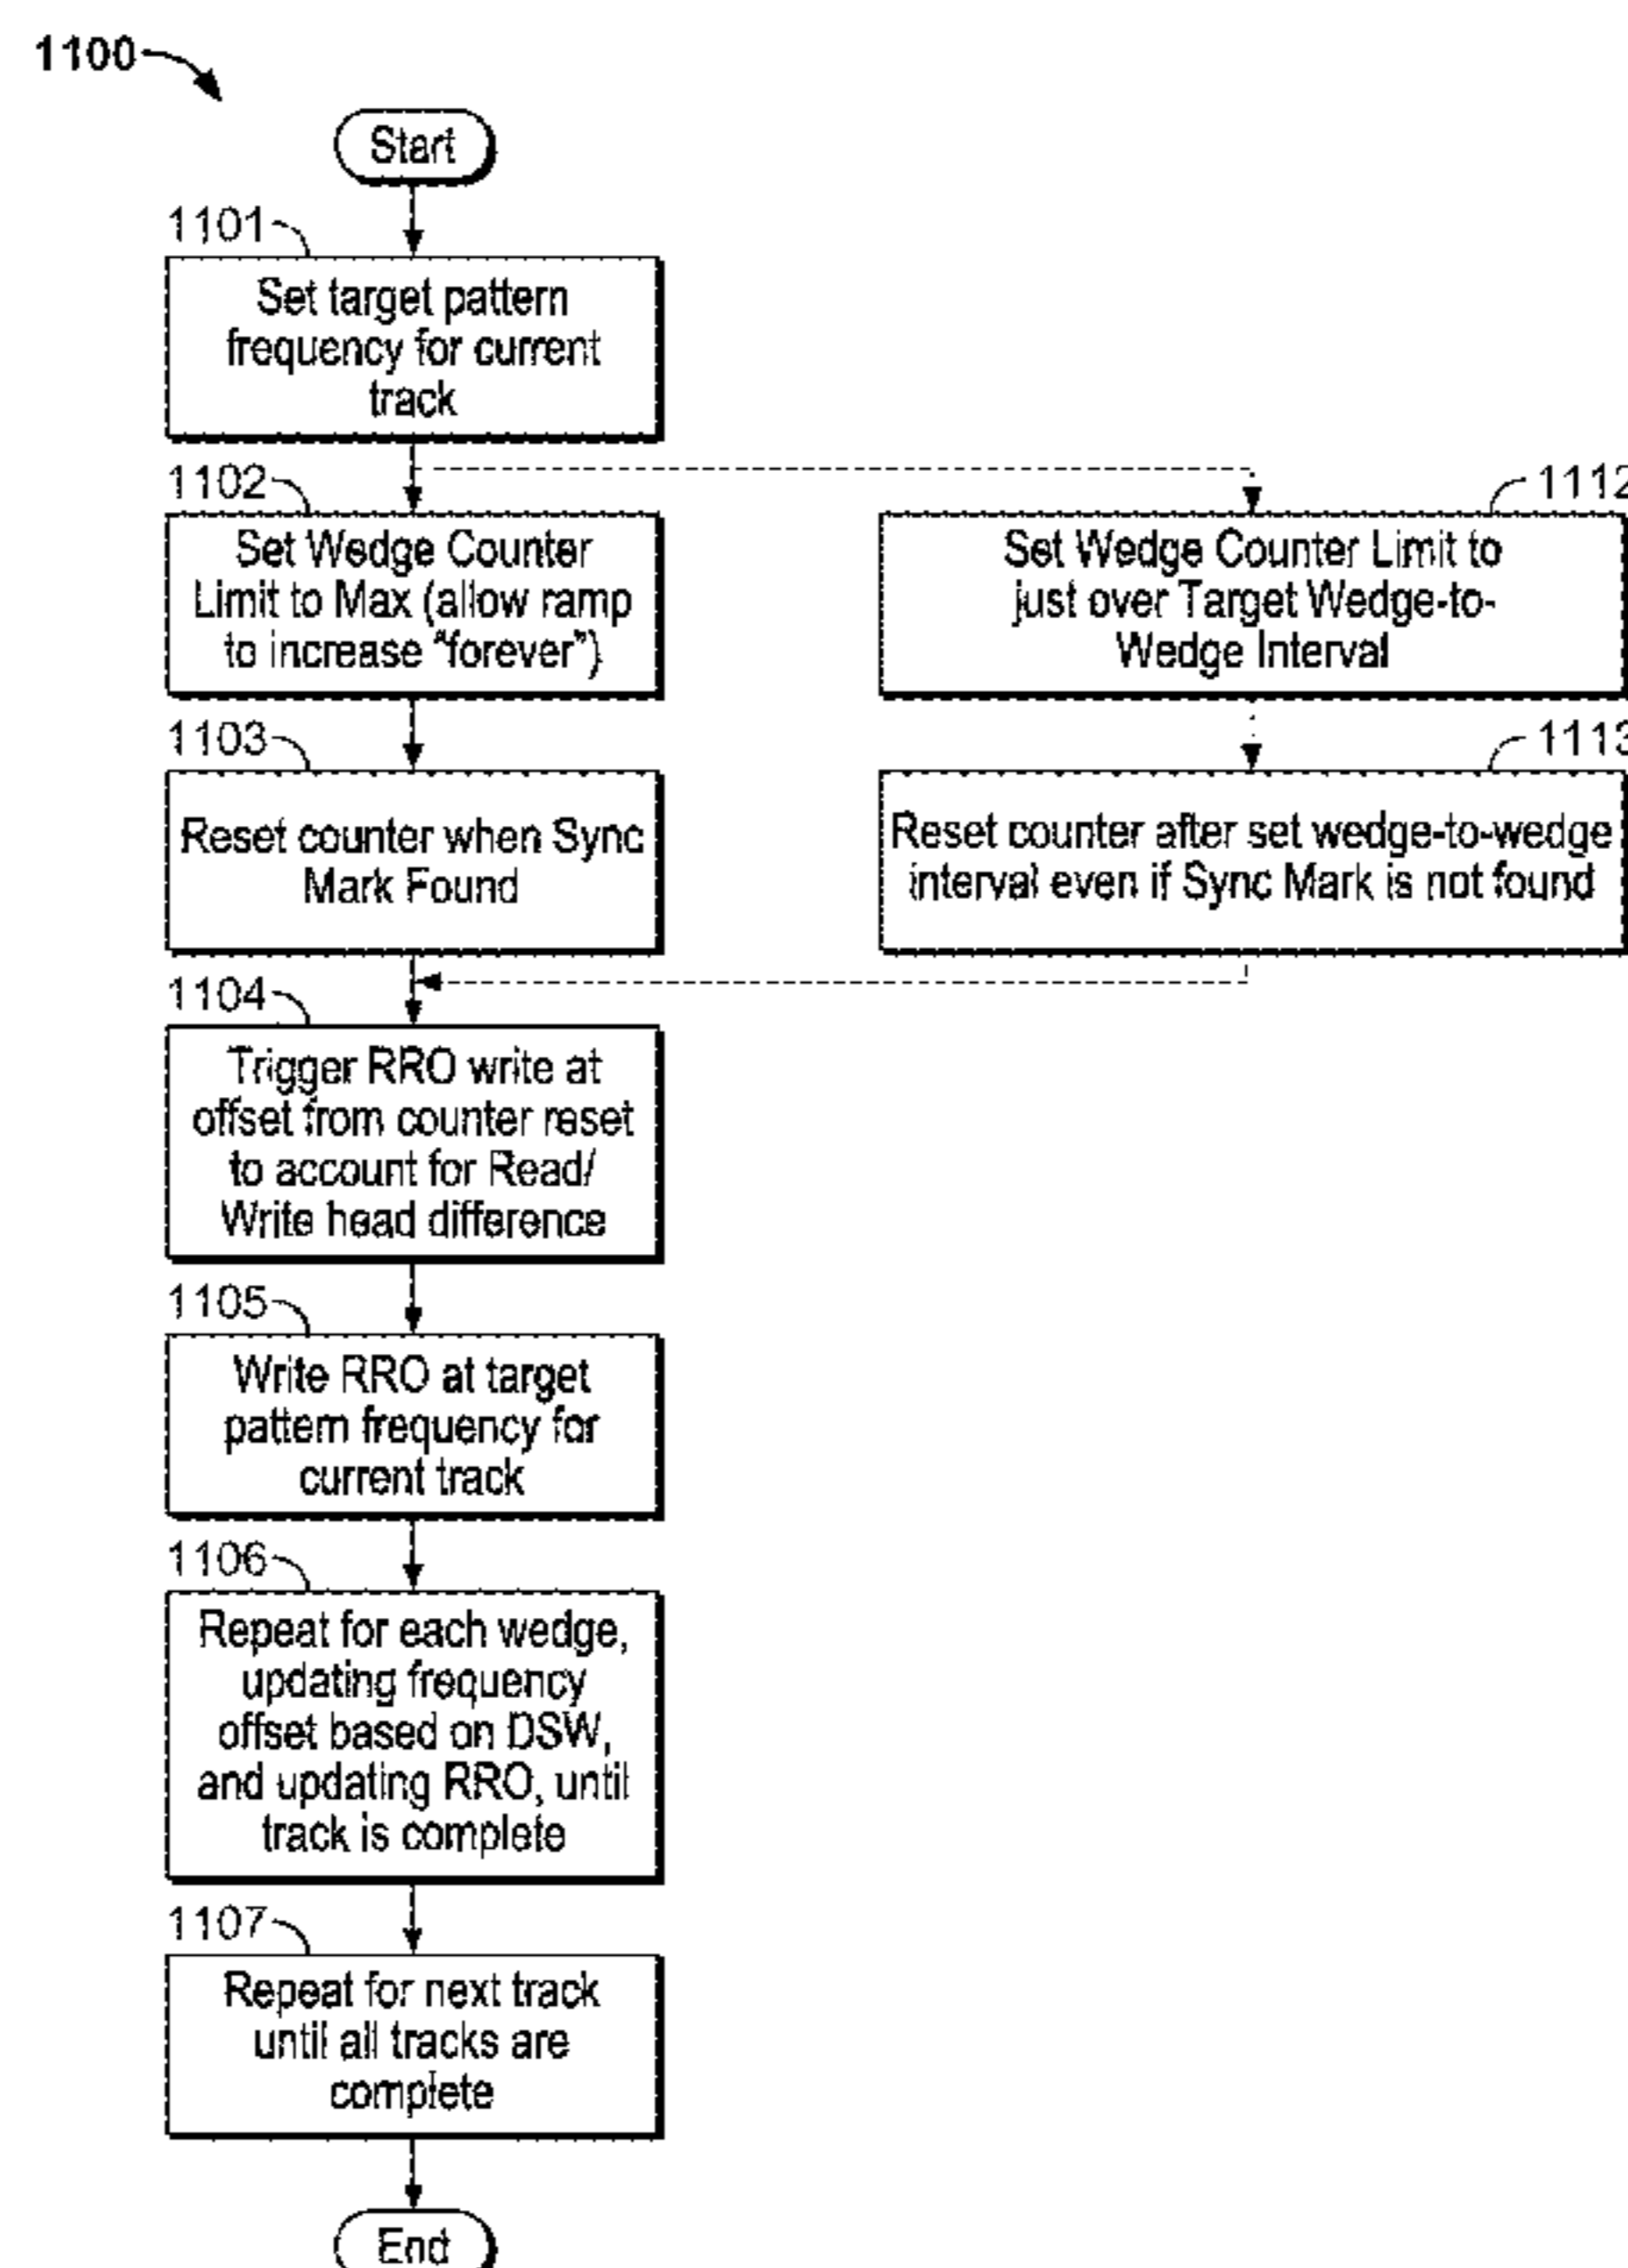 1100
Start
1101
Set target pattern
frequency for current
track
1102
Set Wedge Counter
Limit to Max (allow ramp
to increase "forever")
1112
Set Wedge Counter Limit to
just over Target Wedge-to-
Wedge Interval
1103
Reset counter when Sync
Mark Found
1113
Reset counter after set wedge-to-wedge
interval even if Sync Mark is not found
1104
Trigger RRO write at
offset from counter reset
to account for Read/
Write head difference
1105
Write RRO at target
pattern frequency for
current track
1106
Repeat for each wedge,
updating frequency
offset based on DSW,
and updating RRO, until
track is complete
1107
Repeat for next track
until all tracks are
complete
End